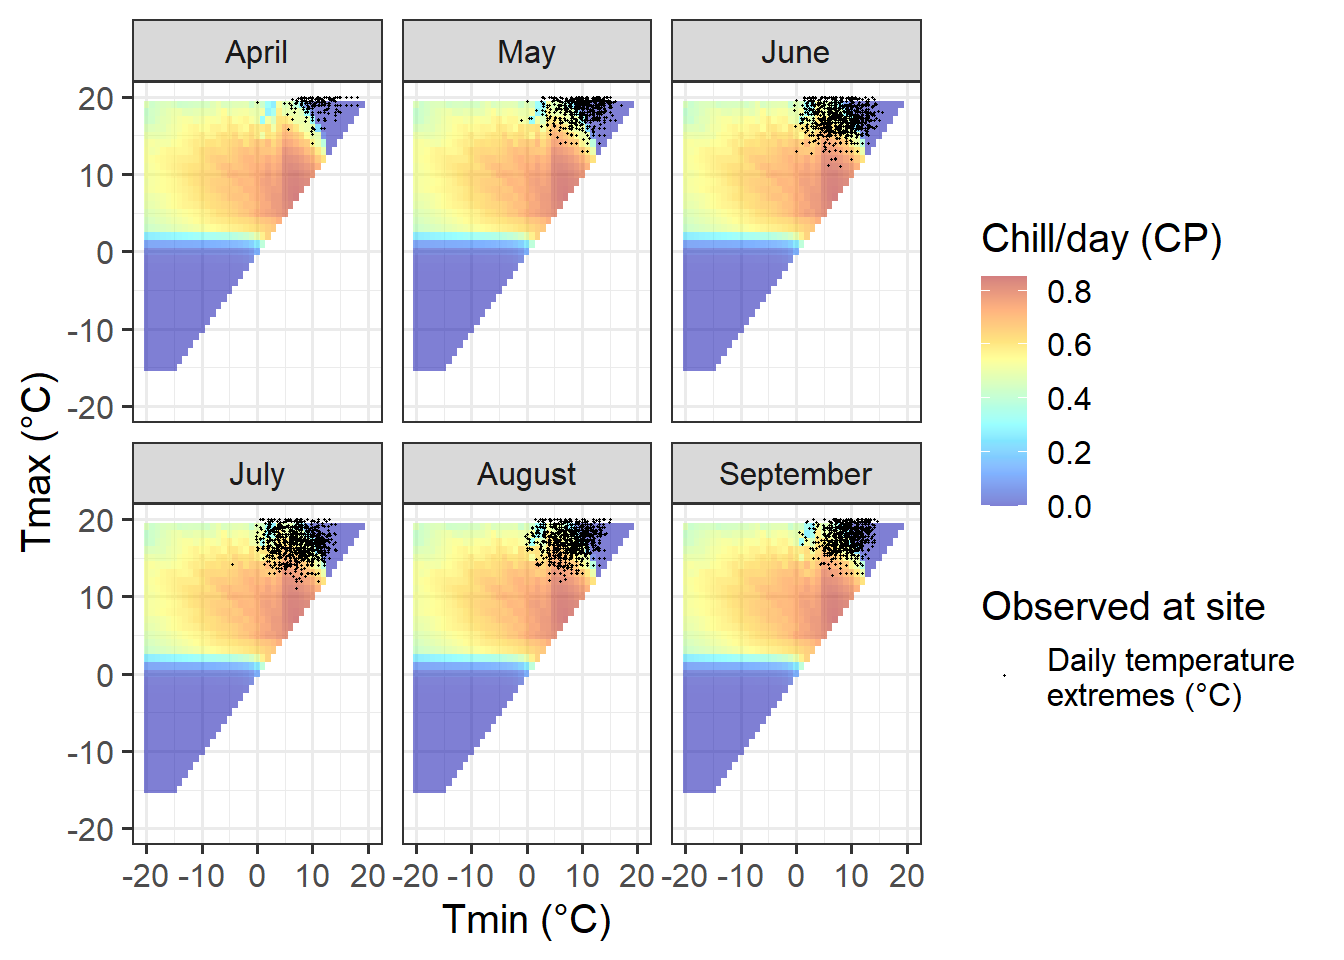 April
May
June
20
10
0
-10
-20
Tmax (°C)
July
August
September
20
10
0
-10
-20
-20 -10 0 10 20
-20 -10 0 10 20
-20 -10 0 10 20
Tmin (°C)
Chill/day (CP)
0.8
0.6
0.4
0.2
0.0
Observed at site
Daily temperature
extremes (°C)